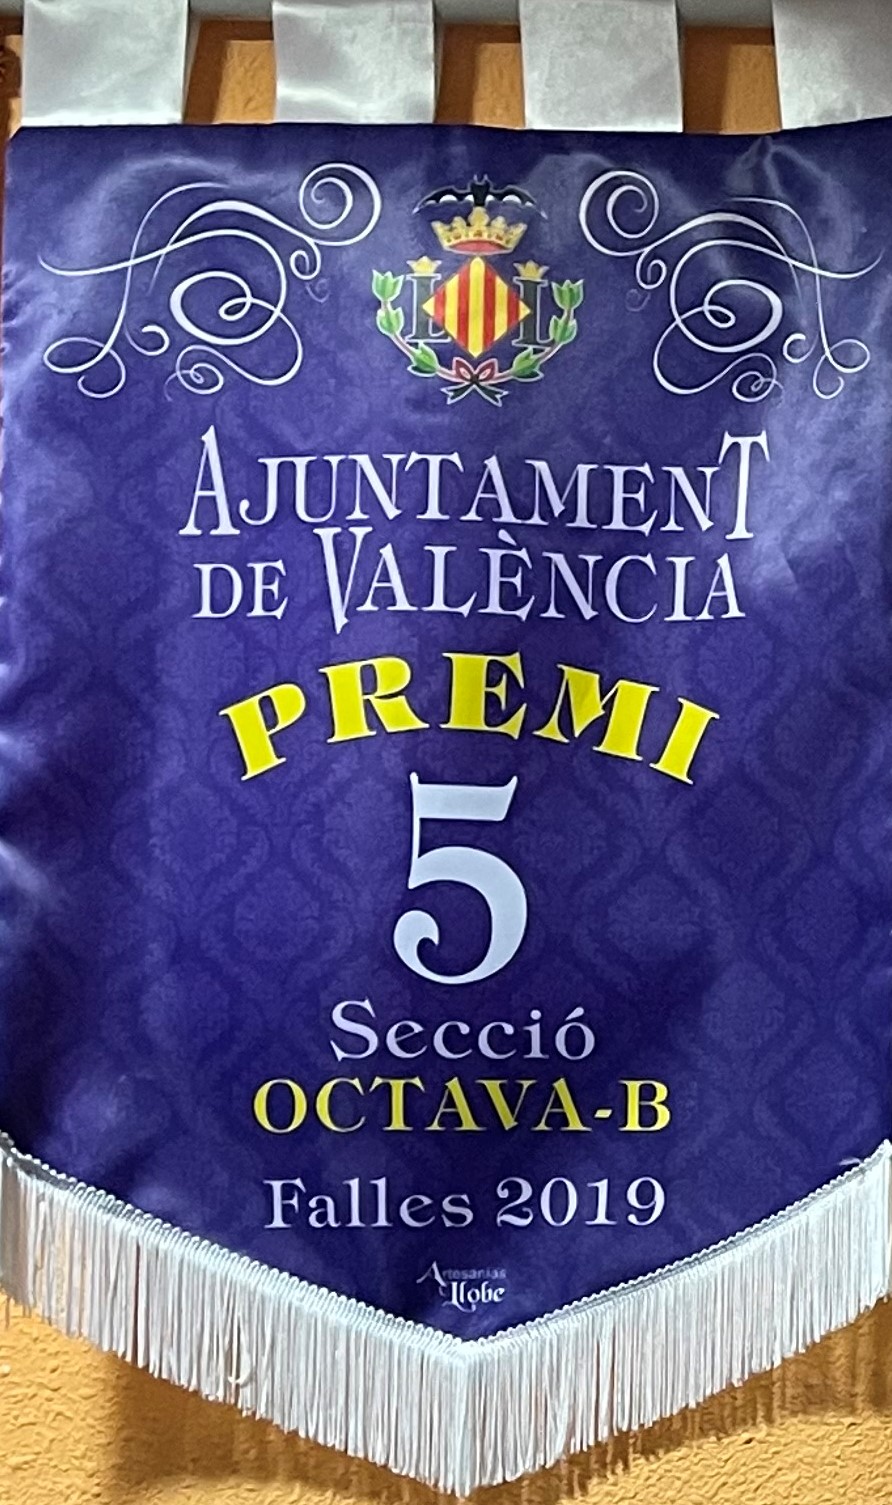 L L
AJUNTAMENT
DE VALÈNCIA
PREMI
5
Secció
OCTAVA-B
Falles 2019
Artesanías
Llobe